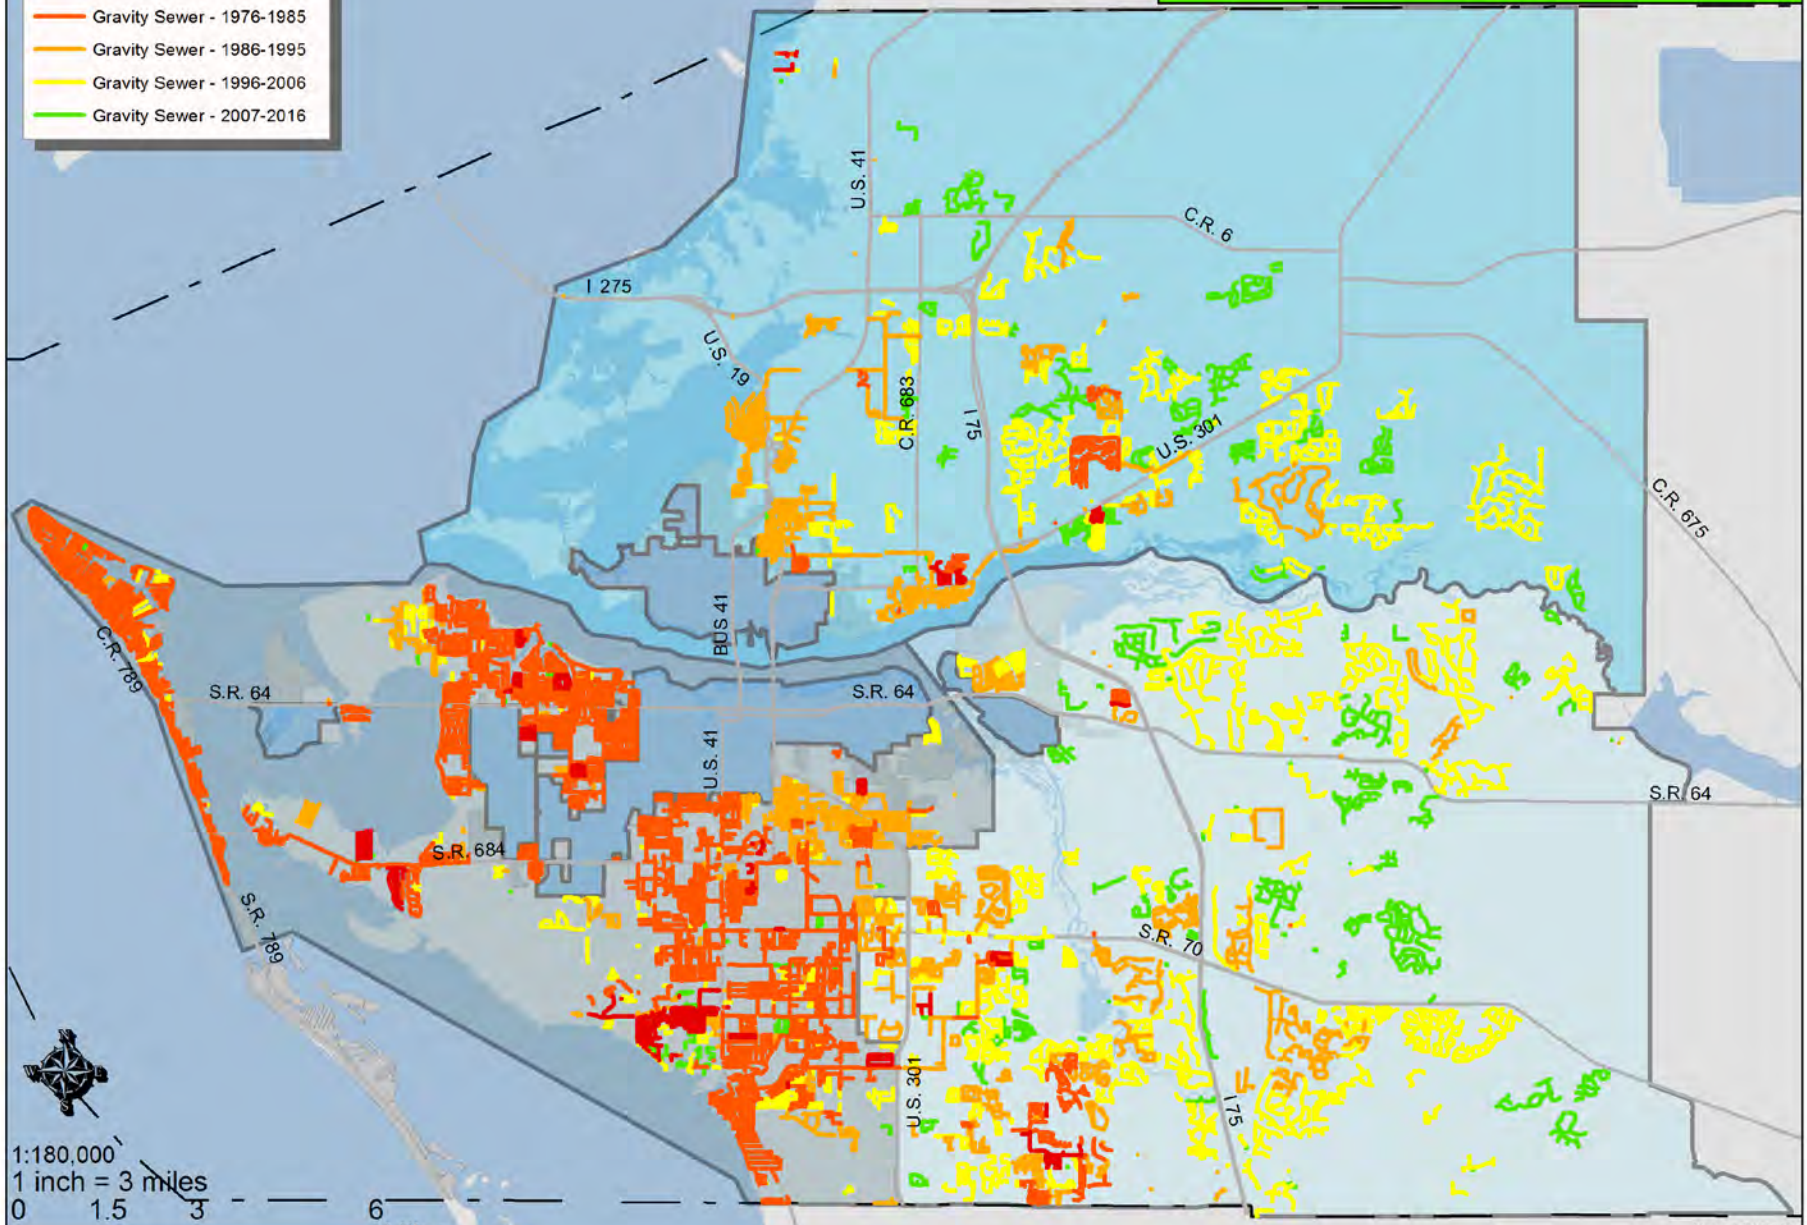 Gravity Sewer - 1976-1985
Gravity Sewer - 1986-1995
Gravity Sewer - 1996-2006
Gravity Sewer - 2007-2016
U.S. 41
C.R. 6
I 275
U.S. 19
C.R. 683
I 75
U.S. 301
C.R. 675
BUS 41
C.R. 789
S.R. 64
S.R. 64
U.S. 41
S.R. 64
S.R. 684
S.R. 789
S.R. 70
U.S. 301
I 75
N
S
1:180,000
1 inch = 3 miles
0 1.5 3 6